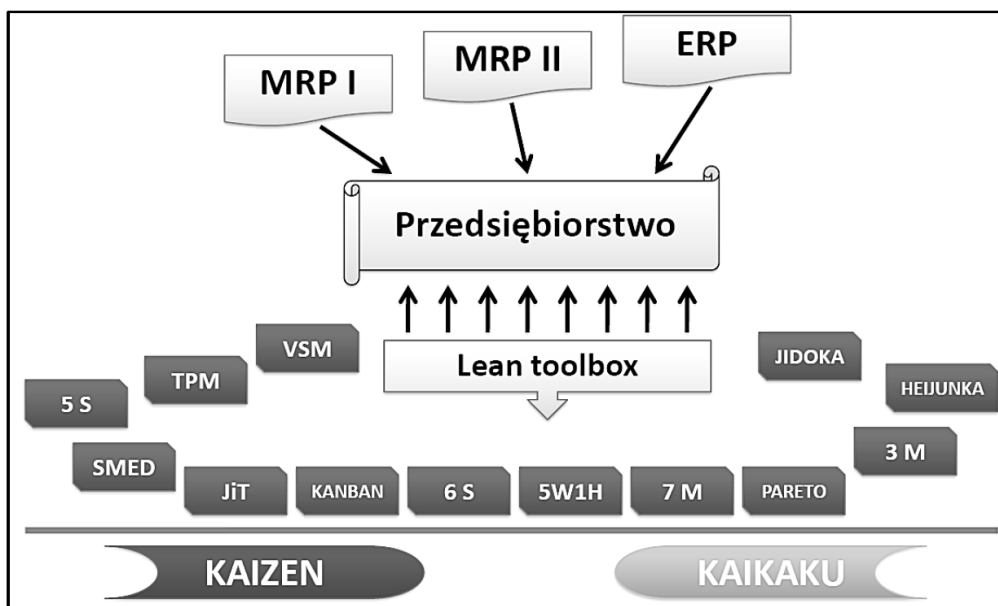 MRP I
MRP II
ERP
Przedsiębiorstwo
Lean toolbox
VSM
TPM
5 S
SMED
JiT
KANBAN
6 S
5W1H
7 M
PARETO
3 M
JIDOKA
HEIJUNKA
KAIZEN
KAIKAKU